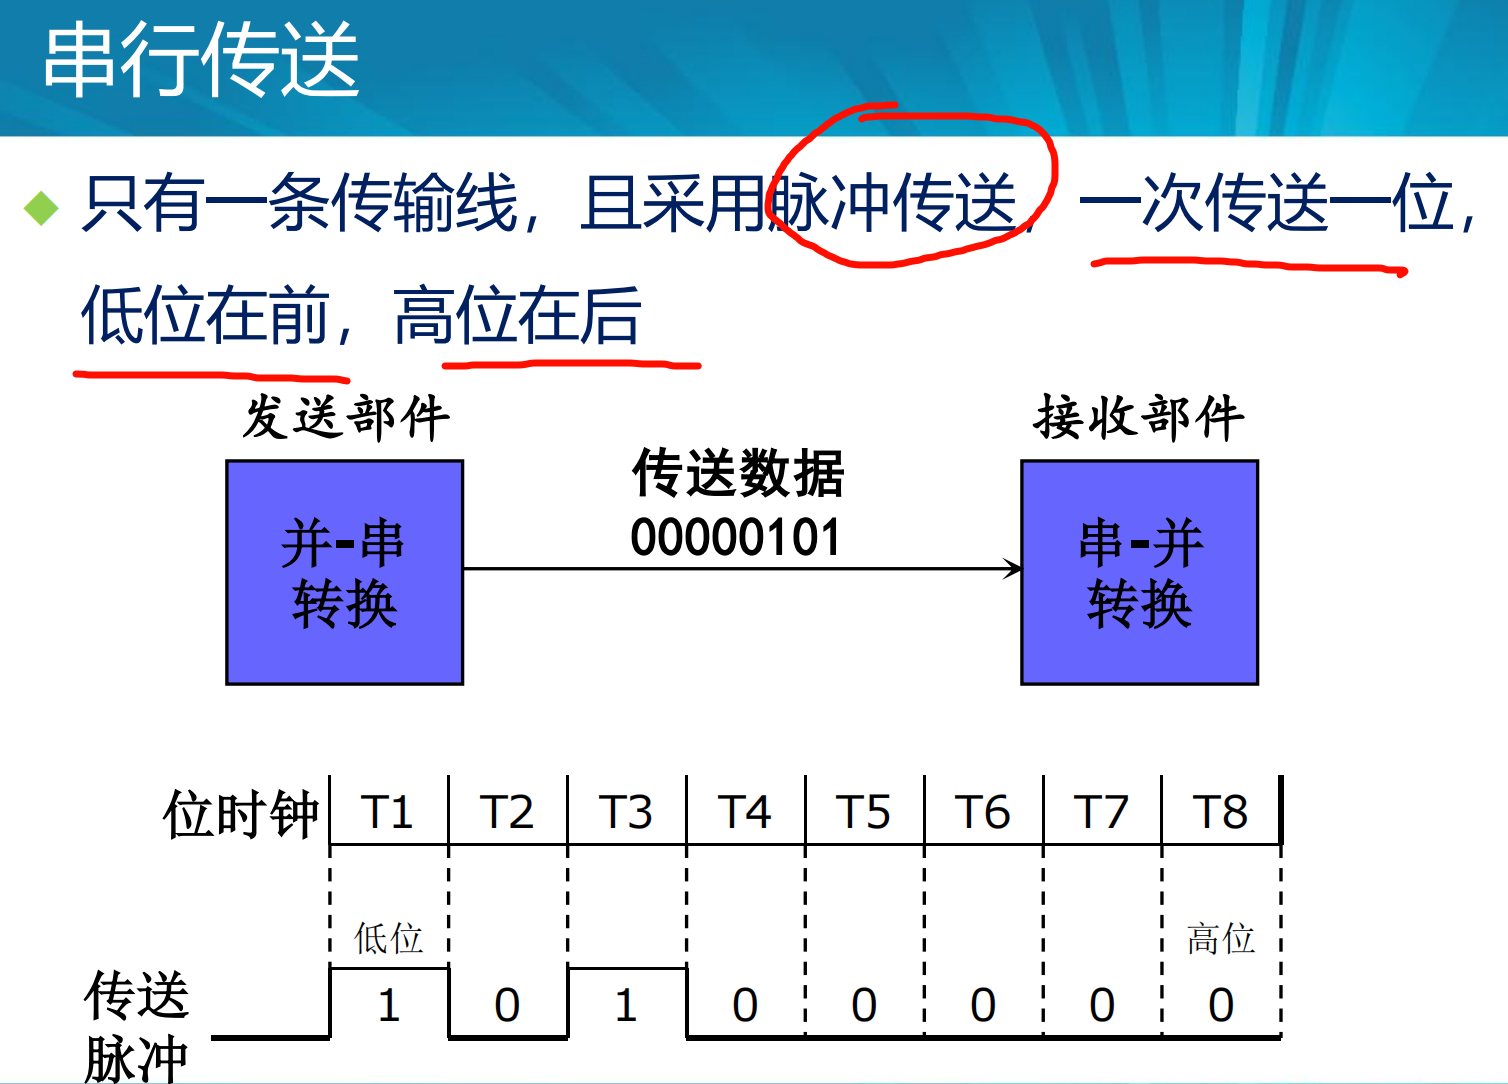 串行传送
只有一条传输线，且采用脉冲传送，一次传送一位，
低位在前，高位在后
发送部件
接收部件
传送数据
00000101
并-串
转换
串-并
转换
位时钟 T1 T2 T3 T4 T5 T6 T7 T8
低位 高位
传送
脉冲
1 0 1 0 0 0 0 0